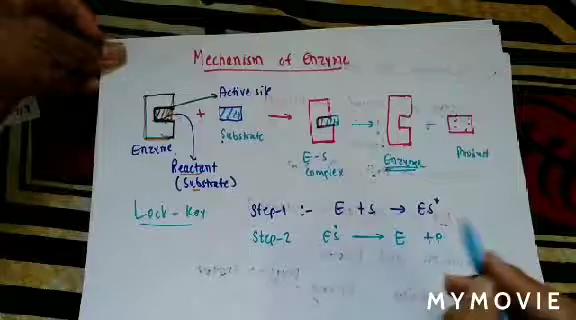 Mechanism of Enzyme
Active site
+
Enzyme
Substrate
Reactant
(Substrate)
E-S
Complex
Enzyme
Product
Lock-Key
Step-1 :- E + S → ES*
Step-2 ES* → E + P
MYMOVIE